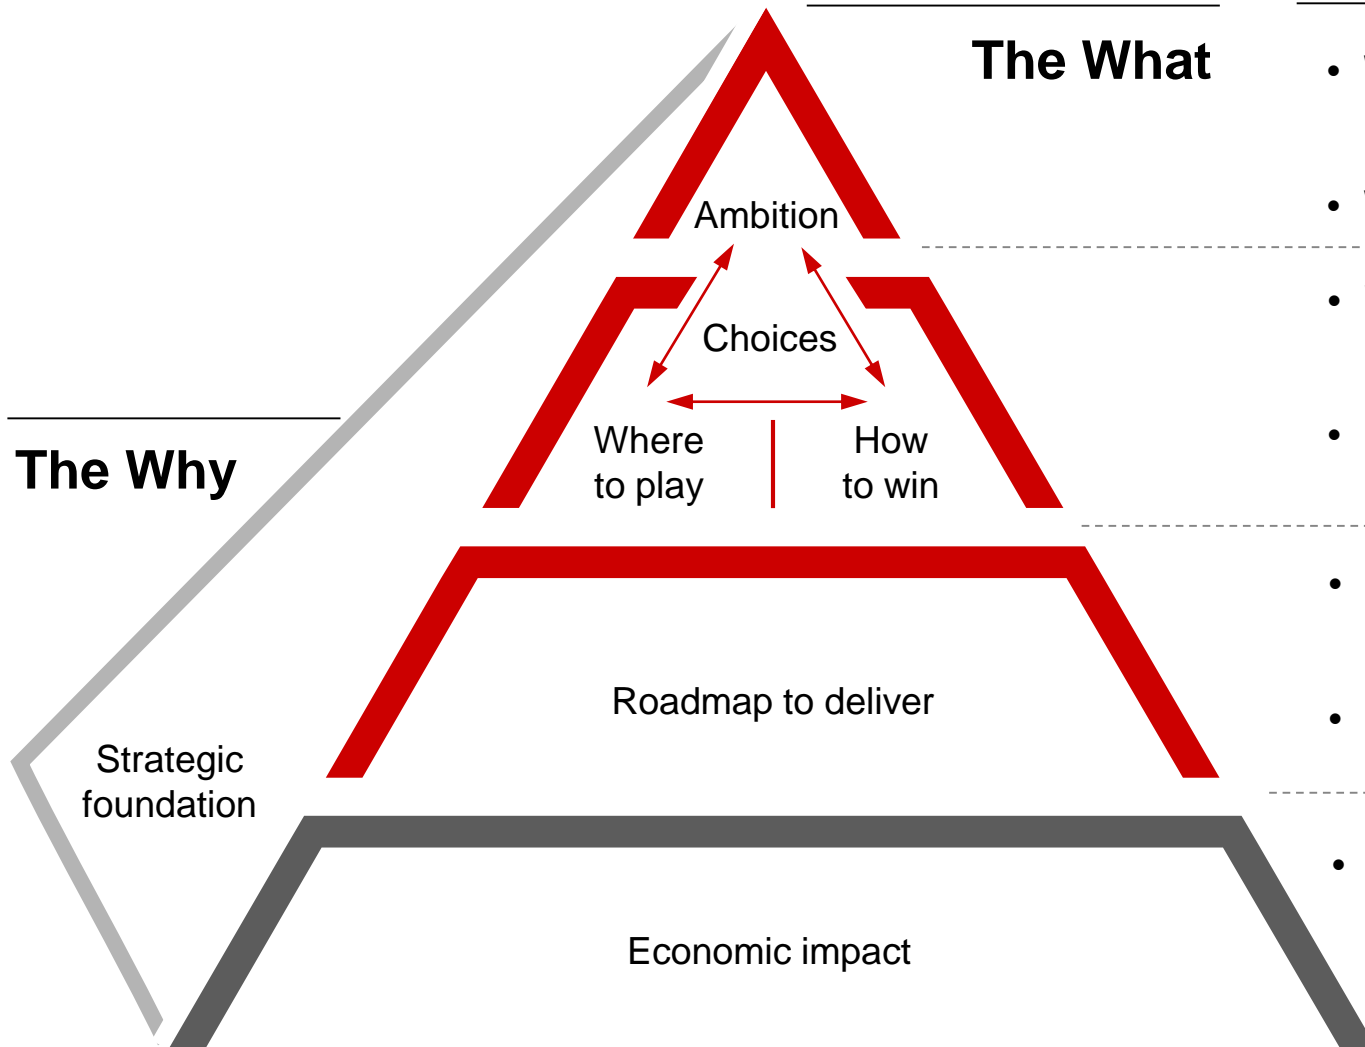 The What
Ambition
Choices
Where
to play
How
to win
The Why
Roadmap to deliver
Strategic
foundation
Economic impact